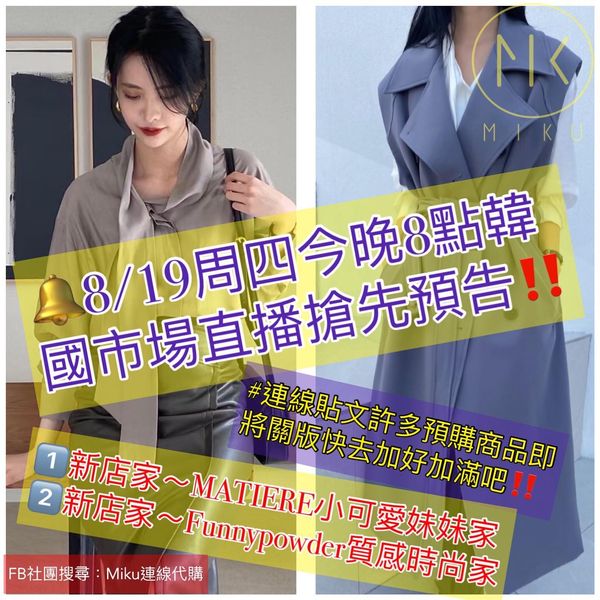 MIKU
🔔8/19周四今晚8點韓
國市場直播搶先預告‼️
#連線貼文許多預購商品即
將關版快去加好加滿吧‼️
1️⃣新店家～MATIERE小可愛妹妹家
2️⃣新店家～Funnypowder質感時尚家
FB社團搜尋：Miku連線代購